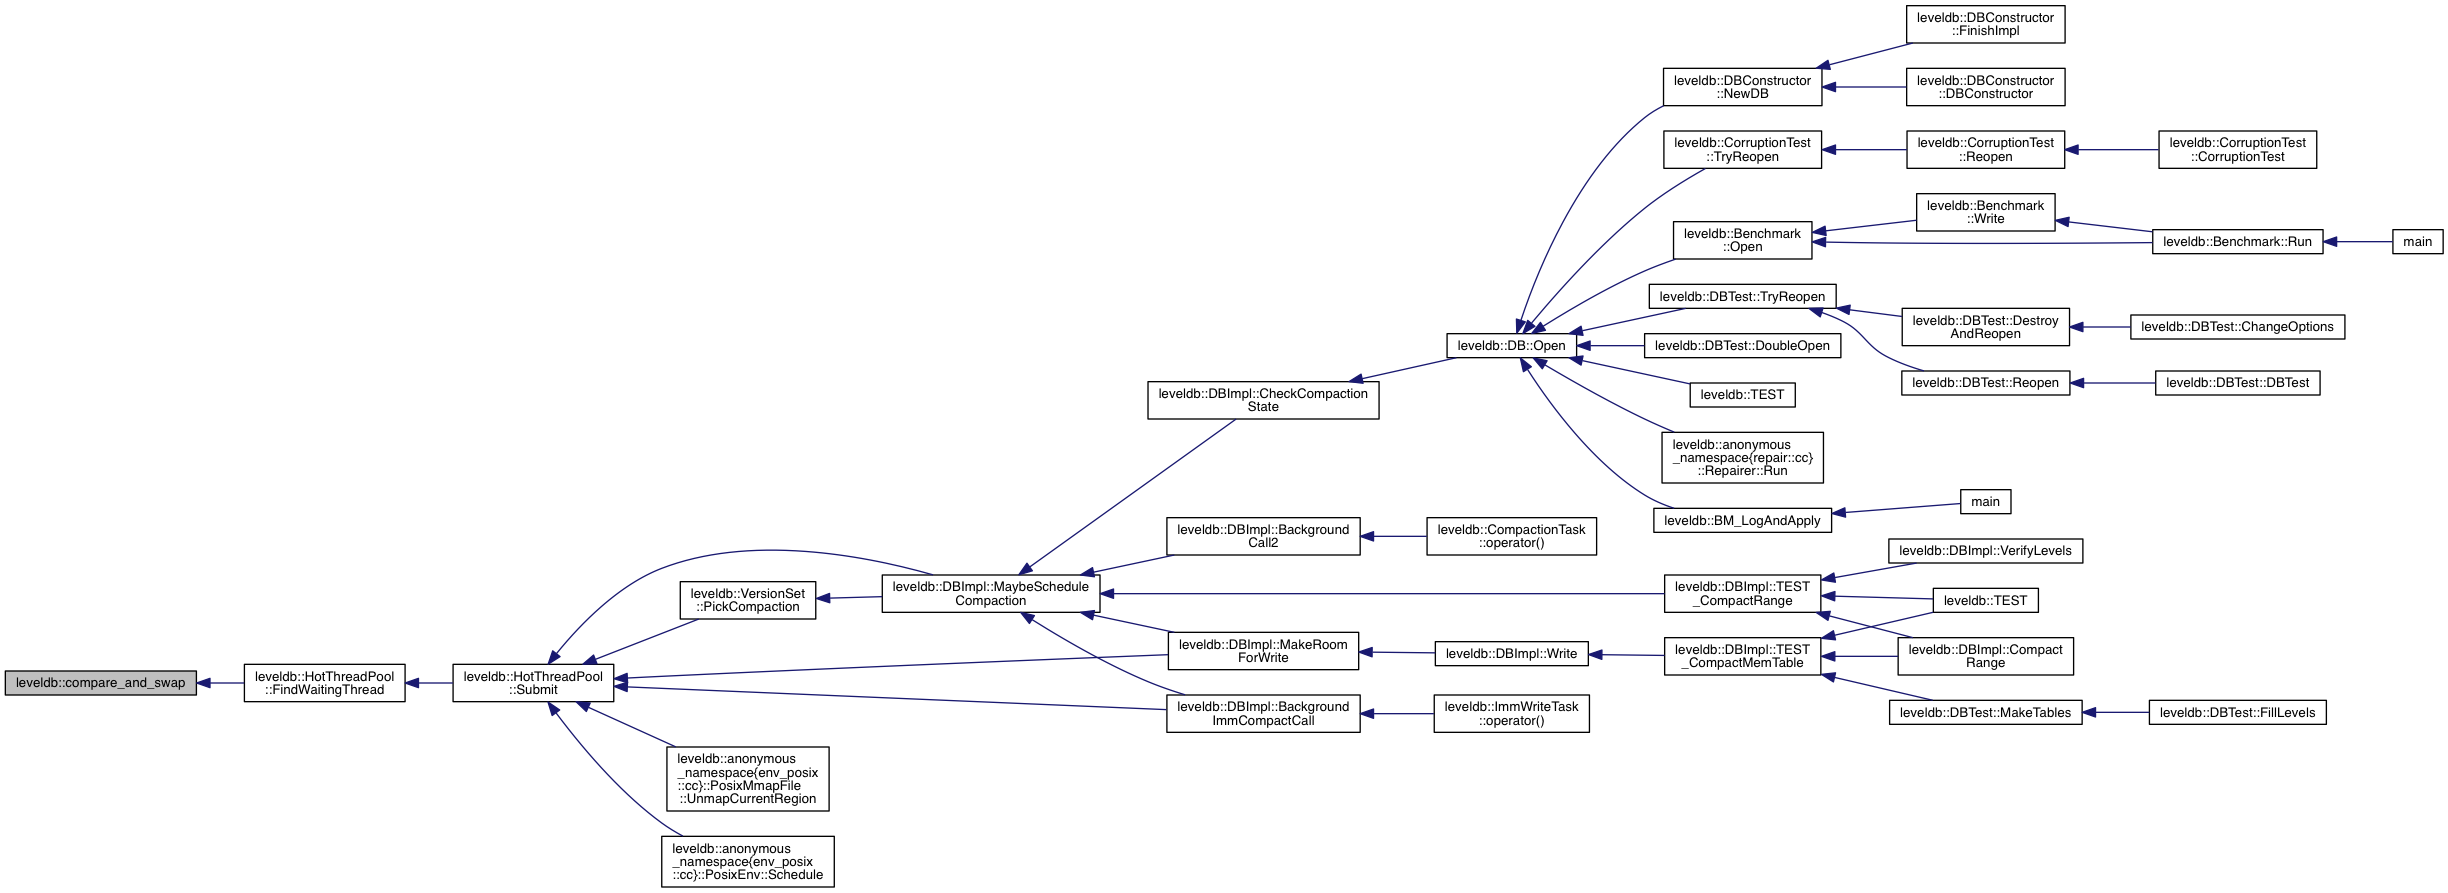 leveldb::DBConstructor
::FinishImpl
leveldb::DBConstructor
::NewDB
leveldb::DBConstructor
::DBConstructor
leveldb::CorruptionTest
::TryReopen
leveldb::CorruptionTest
::Reopen
leveldb::CorruptionTest
::CorruptionTest
leveldb::Benchmark
::Write
leveldb::Benchmark
::Open
leveldb::Benchmark::Run
main
leveldb::DBTest::TryReopen
leveldb::DBTest::Destroy
AndReopen
leveldb::DBTest::ChangeOptions
leveldb::DB::Open
leveldb::DBTest::DoubleOpen
leveldb::DBTest::Reopen
leveldb::DBTest::DBTest
leveldb::DBImpl::CheckCompaction
State
leveldb::TEST
leveldb::anonymous
_namespace{repair::cc}
::Repairer::Run
main
leveldb::BM_LogAndApply
leveldb::DBImpl::Background
Call2
leveldb::CompactionTask
::operator()
leveldb::DBImpl::VerifyLevels
leveldb::DBImpl::MaybeSchedule
Compaction
leveldb::VersionSet
::PickCompaction
leveldb::DBImpl::TEST
_CompactRange
leveldb::TEST
leveldb::DBImpl::MakeRoom
ForWrite
leveldb::DBImpl::Write
leveldb::DBImpl::TEST
_CompactMemTable
leveldb::DBImpl::Compact
Range
leveldb::compare_and_swap
leveldb::HotThreadPool
::FindWaitingThread
leveldb::HotThreadPool
::Submit
leveldb::DBImpl::Background
ImmCompactCall
leveldb::ImmWriteTask
::operator()
leveldb::DBTest::MakeTables
leveldb::DBTest::FillLevels
leveldb::anonymous
_namespace{env_posix
::cc}::PosixMmapFile
::UnmapCurrentRegion
leveldb::anonymous
_namespace{env_posix
::cc}::PosixEnv::Schedule